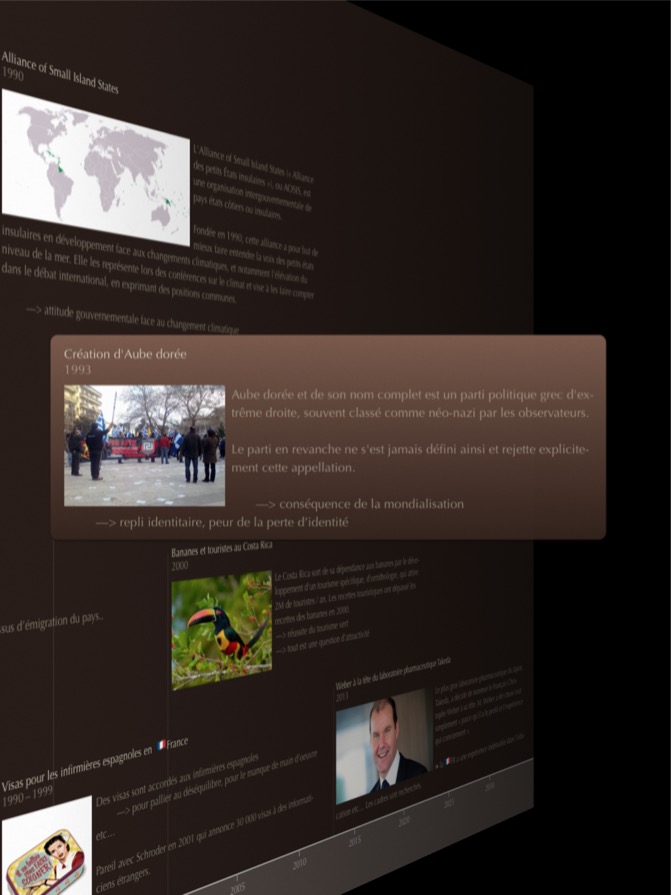 Alliance of Small Island States
1990
L'Alliance of Small Island States (« Alliance
des petits États insulaires »), ou AOSIS, est
une organisation intergouvernementale de
pays états côtiers ou insulaires.
Fondée en 1990, cette alliance a pour but de
mieux faire entendre la voix des petits états
insulaires en développement face aux changements climatiques, et notamment l'élévation du
niveau de la mer. Elle les représente lors des conférences sur le climat et vise à les faire compter
dans le débat international, en exprimant des positions communes.
—> attitude gouvernementale face au changement climatique
Création d'Aube dorée
1993
Aube dorée et de son nom complet est un parti politique grec d'ex-
trême droite, souvent classé comme néo-nazi par les observateurs.
Le parti en revanche ne s'est jamais défini ainsi et rejette explicite-
ment cette appellation.
—> conséquence de la mondialisation
—> repli identitaire, peur de la perte d'identité
Bananes et touristes au Costa Rica
2000
Le Costa Rica sort de sa dépendance aux bananes par le déve-
loppement d'un tourisme spécifique, d'ornithologie, qui attire
2M de touristes / an. Les recettes touristiques ont dépassé les
recettes des bananes en 2000.
—> réussite du tourisme vert
—> tout est une question d'attractivité
sus d'émigration du pays..
Weber à la tête du laboratoire pharmaceutique Takeda
2015
cation etc... Les cadres sont recherchés
Visas pour les infirmières espagnoles en 🇫🇷France
1990 – 1999
Des visas sont accordés aux infirmières espagnoles
—> pour pallier au déséquilibre, pour le manque de main d'oeuvre
etc...
Pareil avec Schroder en 2001 qui annonce 30 000 visas à des informati-
ciens étrangers.
2005
2010
2015
2020
2025
2030